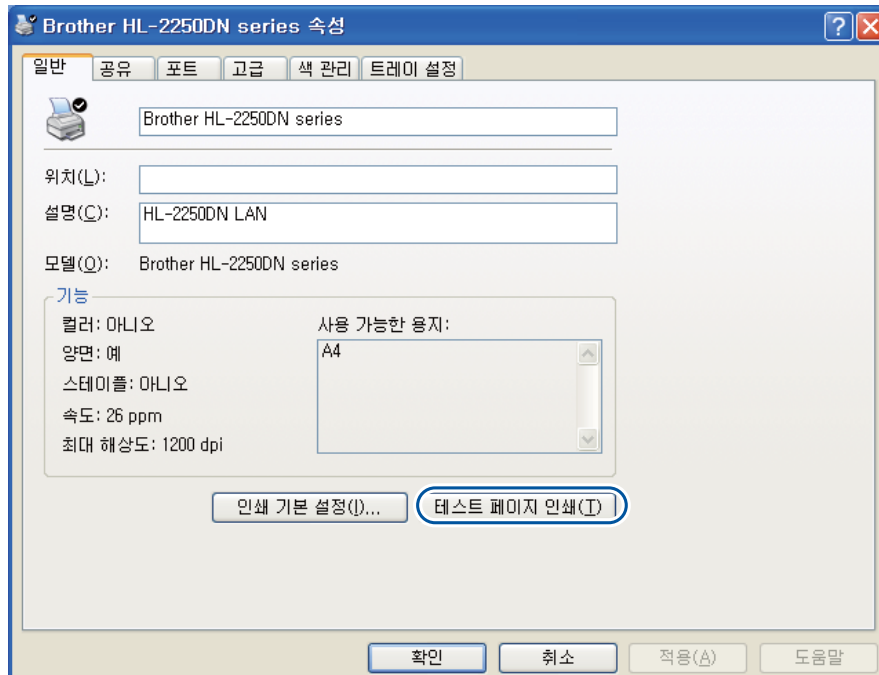 Brother HL-2250DN series 속성
일반 공유 포트 고급 색 관리 트레이 설정
Brother HL-2250DN series
위치(L):
설명(C): HL-2250DN LAN
모델(O): Brother HL-2250DN series
기능
컬러: 아니오 사용 가능한 용지:
양면: 예 A4
스테이플: 아니오
속도: 26 ppm
최대 해상도: 1200 dpi
인쇄 기본 설정(I)... 테스트 페이지 인쇄(T)
확인 취소 적용(A) 도움말